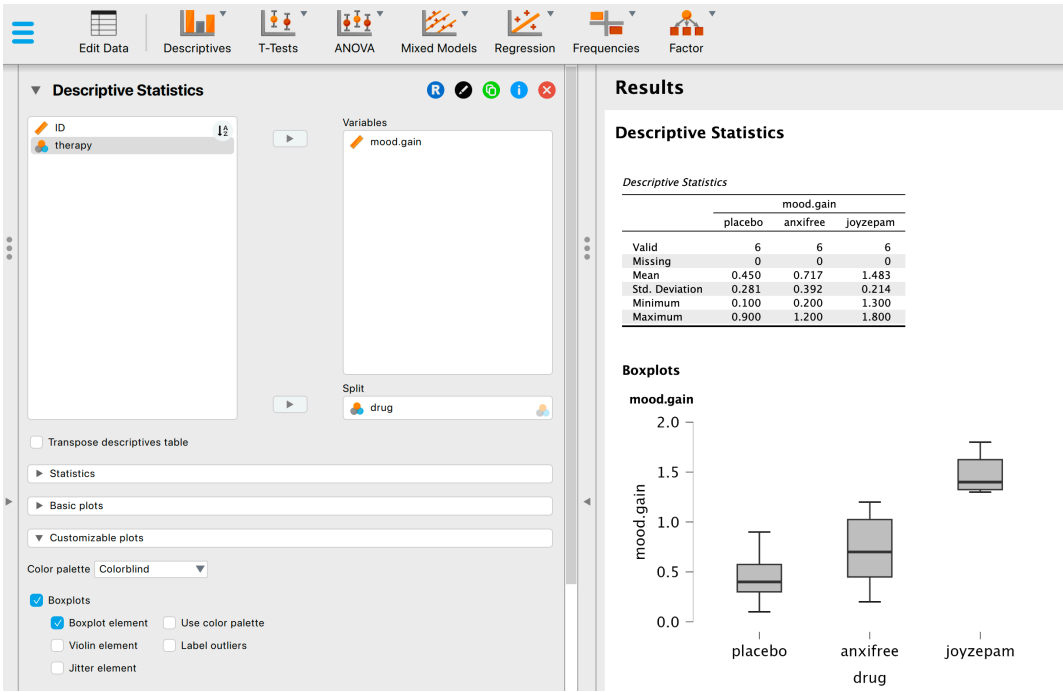 Edit Data Descriptives T-Tests ANOVA Mixed Models Regression Frequencies Factor
Descriptive Statistics
R i
ID
therapy
Variables
mood.gain
Split
drug
Transpose descriptives table
Statistics
Basic plots
Customizable plots
Color palette Colorblind
Boxplots
Boxplot element Use color palette
Violin element Label outliers
Jitter element
Results
Descriptive Statistics
Descriptive Statistics
mood.gain
placebo anxifree joyzepam
Valid 6 6 6
Missing 0 0 0
Mean 0.450 0.717 1.483
Std. Deviation 0.281 0.392 0.214
Minimum 0.100 0.200 1.300
Maximum 0.900 1.200 1.800
Boxplots
mood.gain
2.0
1.5
1.0
0.5
0.0
mood.gain
placebo anxifree joyzepam
drug